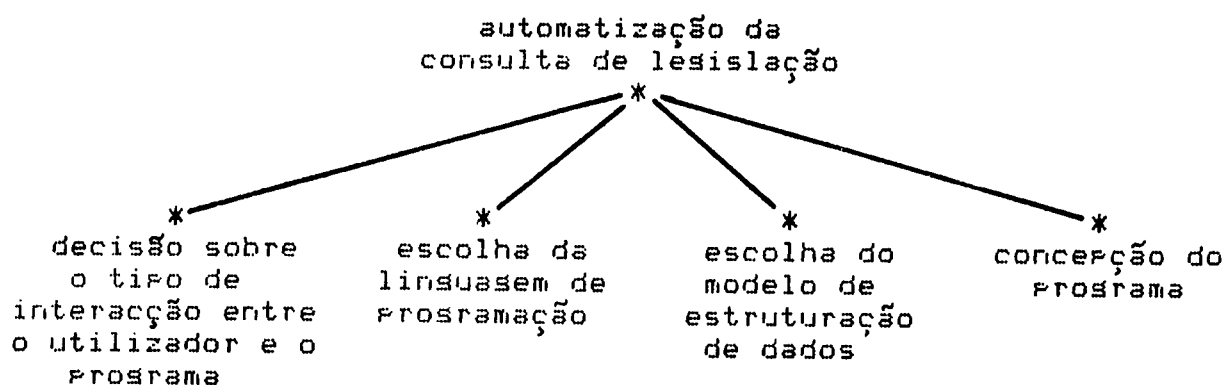 automatização da
consulta de legislação
*
*
decisão sobre
o tipo de
interacção entre
o utilizador e o
programa
*
escolha da
linguagem de
programação
*
escolha do
modelo de
estruturação
de dados
*
concepção do
programa